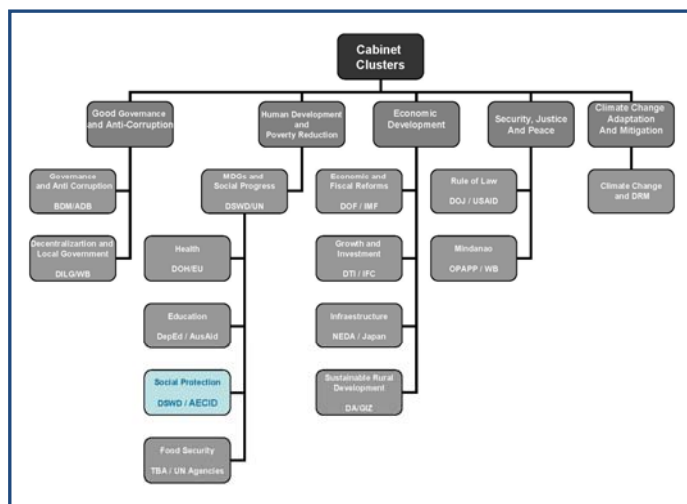 Cabinet
Clusters
Good Governance
and Anti-Corruption
Human Development
and
Poverty Reduction
Economic
Development
Security, Justice
And Peace
Climate Change
Adaptation
And Mitigation
Governance
and Anti Corruption
BDM/ADB
MDGs and
Social Progress
DSWD/UN
Economic and
Fiscal Reforms
DOF / IMF
Rule of Law
DOJ / USAID
Climate Change
and DRM
Decentralizartion and
Local Government
DILG/WB
Health
DOH/EU
Growth and
Investment
DTI / IFC
Mindanao
OPAPP / WB
Education
DepEd / AusAid
Infraestructure
NEDA / Japan
Social Protection
DSWD / AECID
Sustainable Rural
Development
DA/GIZ
Food Security
TBA / UN Agencies